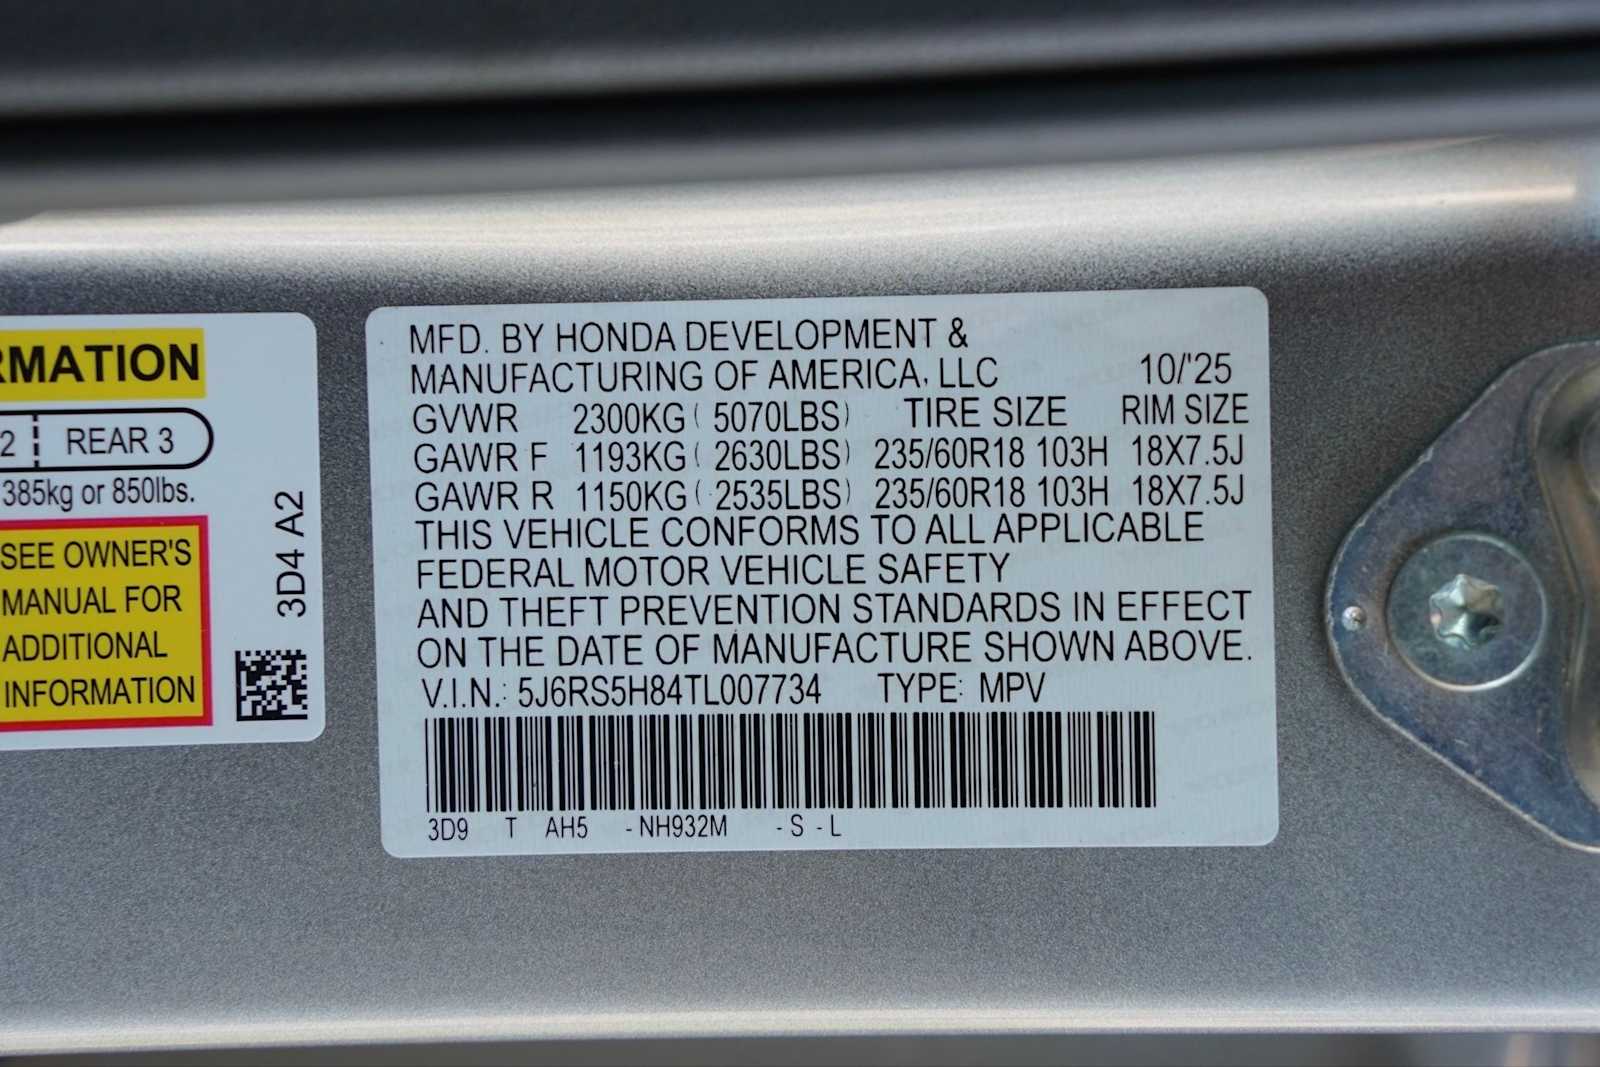 RMATION
2 REAR 3
385kg or 850lbs.
SEE OWNER'S
MANUAL FOR
ADDITIONAL
INFORMATION
3D4 A2
MFD. BY HONDA DEVELOPMENT &
MANUFACTURING OF AMERICA, LLC 10/'25
GVWR 2300KG ( 5070LBS) TIRE SIZE RIM SIZE
GAWR F 1193KG ( 2630LBS) 235/60R18 103H 18X7.5J
GAWR R 1150KG ( 2535LBS) 235/60R18 103H 18X7.5J
THIS VEHICLE CONFORMS TO ALL APPLICABLE
FEDERAL MOTOR VEHICLE SAFETY
AND THEFT PREVENTION STANDARDS IN EFFECT
ON THE DATE OF MANUFACTURE SHOWN ABOVE.
V.I.N.: 5J6RS5H84TL007734 TYPE: MPV
3D9 T AH5 - NH932M - S - L